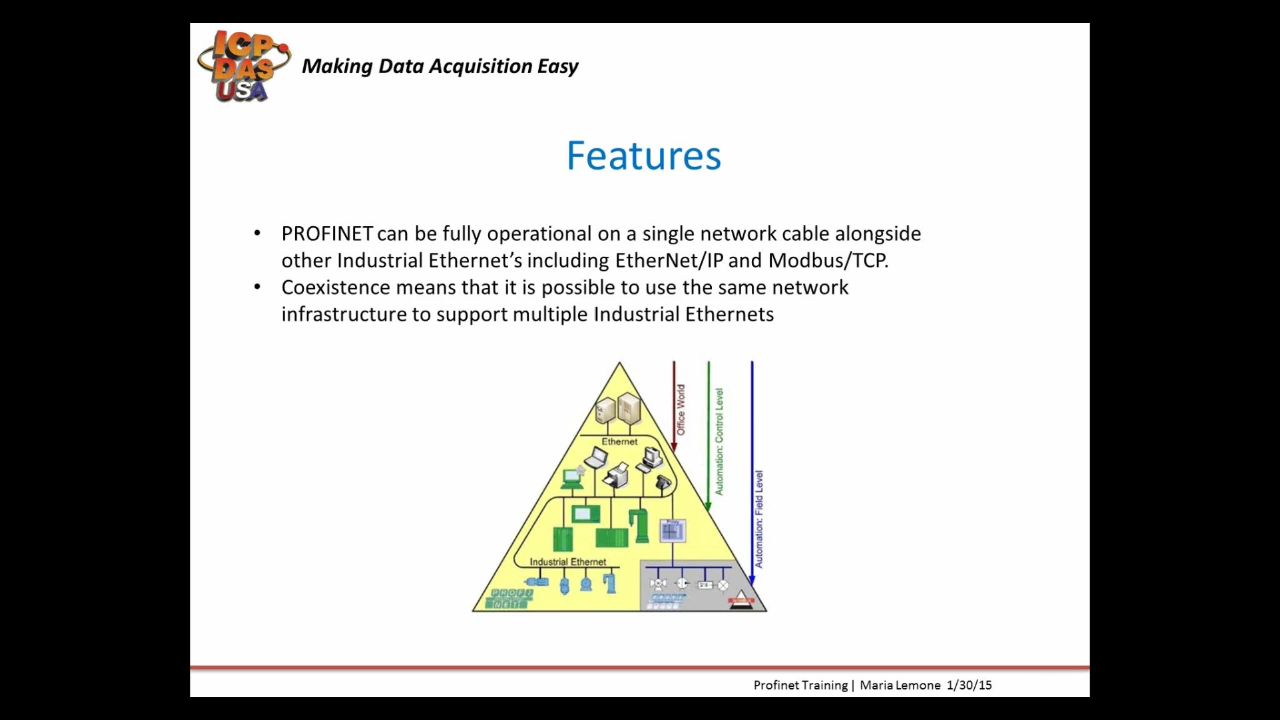 ICP
DAS
USA
Making Data Acquisition Easy
Features
• PROFINET can be fully operational on a single network cable alongside
other Industrial Ethernet’s including EtherNet/IP and Modbus/TCP.
• Coexistence means that it is possible to use the same network
infrastructure to support multiple Industrial Ethernets
Office World
Automation: Control Level
Automation: Field Level
Ethernet
Industrial Ethernet
PROFI
NET
Profinet Training | Maria Lemone 1/30/15